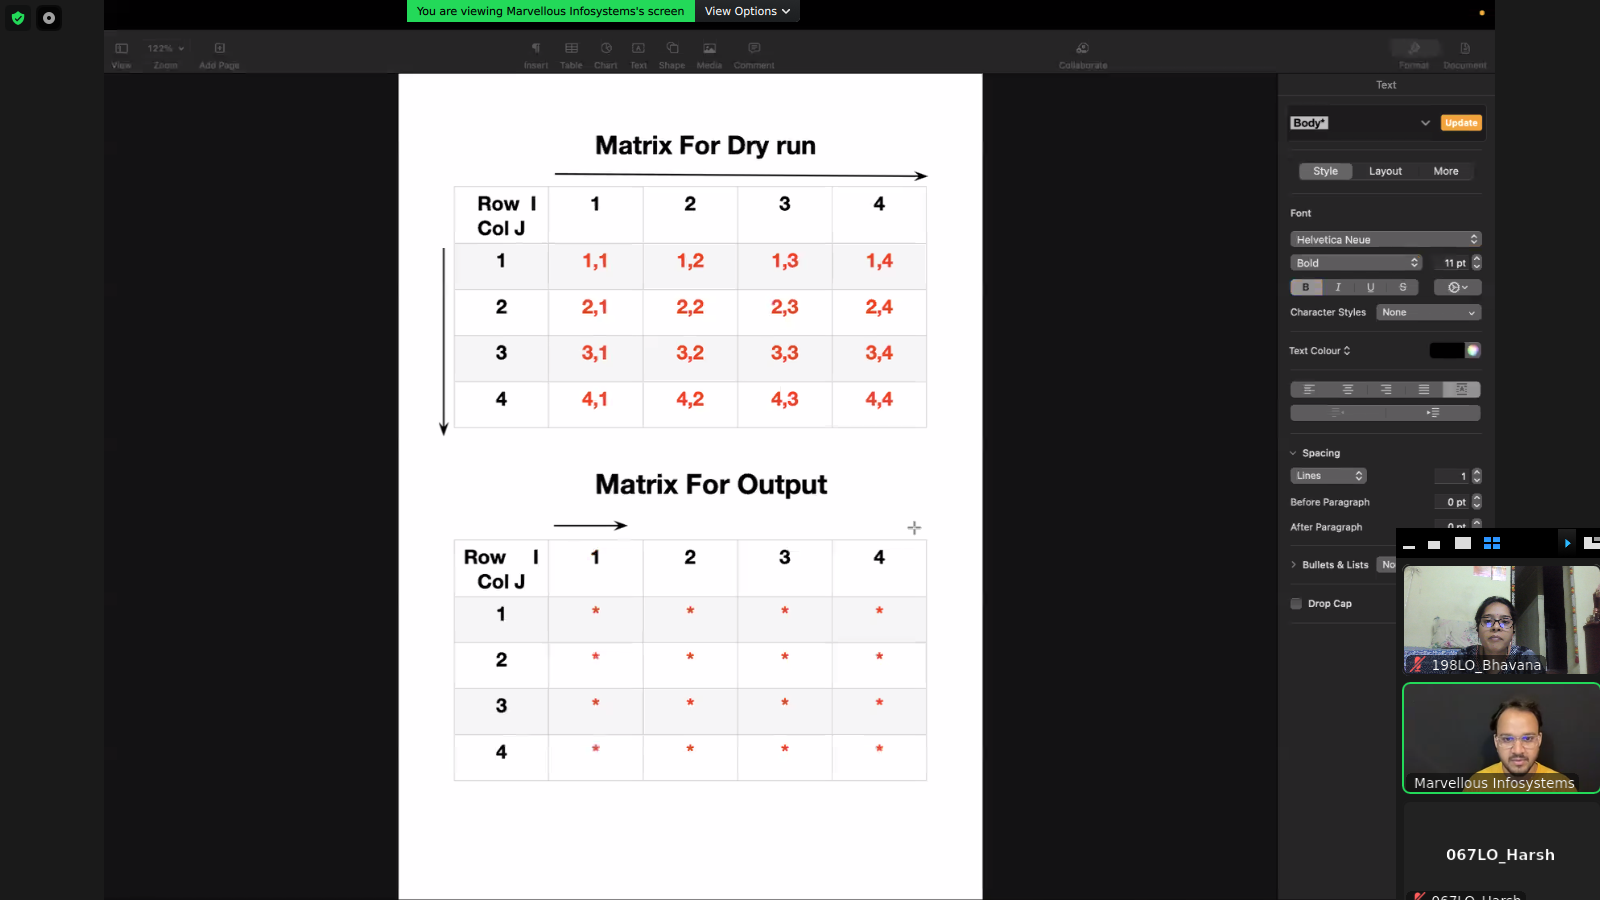 You are viewing Marvellous Infosystems's screen
View Options
122%
View
Zoom
Add Page
Insert
Table
Chart
Text
Shape
Media
Comment
Collaborate
Format
Document
Matrix For Dry run
Row I 1 2 3 4
Col J
1 1,1 1,2 1,3 1,4
2 2,1 2,2 2,3 2,4
3 3,1 3,2 3,3 3,4
4 4,1 4,2 4,3 4,4
Matrix For Output
Row I 1 2 3 4
Col J
1 * * * *
2 * * * *
3 * * * *
4 * * * *
Text
Body*
Update
Style
Layout
More
Font
Helvetica Neue
Bold
11 pt
B I U S
Character Styles
None
Text Colour
Spacing
Lines
1
Before Paragraph
0 pt
After Paragraph
0 pt
Bullets & Lists
No
Drop Cap
198LO_Bhavana
Marvellous Infosystems
067LO_Harsh
067LO_Harsh